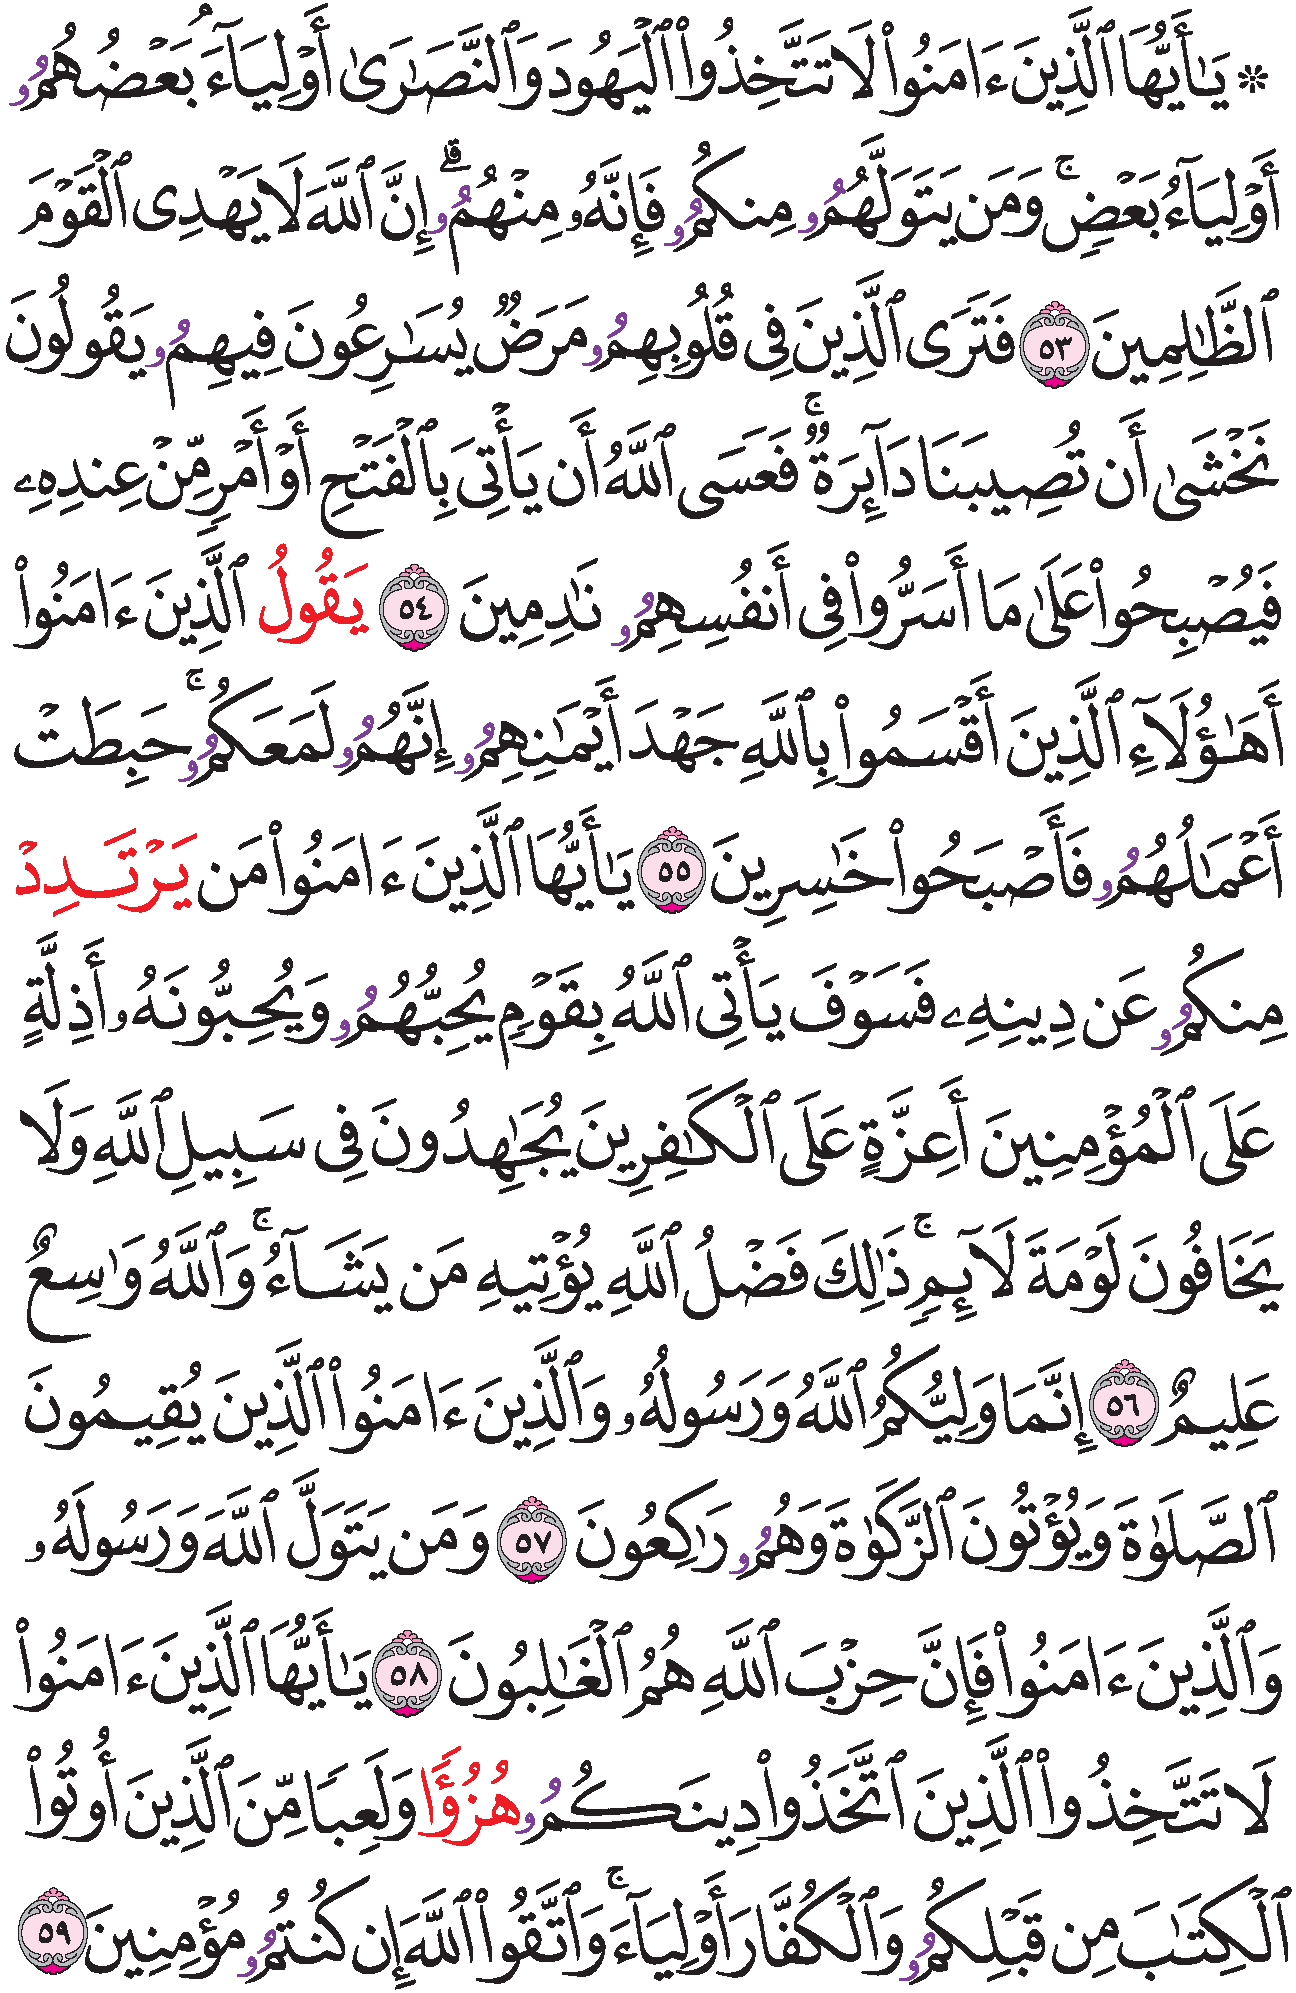 ۞ يَـٰٓأَيُّهَا ٱلَّذِينَ ءَامَنُوا۟ لَا تَتَّخِذُوا۟ ٱلْيَهُودَ وَٱلنَّصَـٰرَىٰ أَوْلِيَآءَ ۘ بَعْضُهُمُۥ
أَوْلِيَآءُ بَعْضٍ ۚ وَمَن يَتَوَلَّهُمُۥ مِنكُمُۥ فَإِنَّهُۥ مِنْهُمُۥ ۗ إِنَّ ٱللَّهَ لَا يَهْدِى ٱلْقَوْمَ
ٱلظَّـٰلِمِينَ ٥٣ فَتَرَى ٱلَّذِينَ فِى قُلُوبِهِمُۥ مَرَضٌ يُسَـٰرِعُونَ فِيهِمُۥ يَقُولُونَ
نَخْشَىٰٓ أَن تُصِيبَنَا دَآئِرَةٌ ۚ فَعَسَى ٱللَّهُ أَن يَأْتِىَ بِٱلْفَتْحِ أَوْ أَمْرٍ مِّنْ عِندِهِۦ
فَيُصْبِحُوا۟ عَلَىٰ مَا أَسَرُّوا۟ فِى أَنفُسِهِمُۥ نَـٰدِمِينَ ٥٤ يَقُولُ ٱلَّذِينَ ءَامَنُوا۟
أَهَـٰٓؤُلَآءِ ٱلَّذِينَ أَقْسَمُوا۟ بِٱللَّهِ جَهْدَ أَيْمَـٰنِهِمُۥ إِنَّهُمُۥ لَمَعَكُمُۥ ۚ حَبِطَتْ
أَعْمَـٰلُهُمُۥ فَأَصْبَحُوا۟ خَـٰسِرِينَ ٥٥ يَـٰٓأَيُّهَا ٱلَّذِينَ ءَامَنُوا۟ مَن يَرْتَدِدْ
مِنكُمُۥ عَن دِينِهِۦ فَسَوْفَ يَأْتِى ٱللَّهُ بِقَوْمٍ يُحِبُّهُمُۥ وَيُحِبُّونَهُۥ أَذِلَّةٍ
عَلَى ٱلْمُؤْمِنِينَ أَعِزَّةٍ عَلَى ٱلْكَـٰفِرِينَ يُجَـٰهِدُونَ فِى سَبِيلِ ٱللَّهِ وَلَا
يَخَافُونَ لَوْمَةَ لَآئِمٍ ۚ ذَٰلِكَ فَضْلُ ٱللَّهِ يُؤْتِيهِ مَن يَشَآءُ ۚ وَٱللَّهُ وَٰسِعٌ
عَلِيمٌ ٥٦ إِنَّمَا وَلِيُّكُمُ ٱللَّهُ وَرَسُولُهُۥ وَٱلَّذِينَ ءَامَنُوا۟ ٱلَّذِينَ يُقِيمُونَ
ٱلصَّلَوٰةَ وَيُؤْتُونَ ٱلزَّكَوٰةَ وَهُمُۥ رَٰكِعُونَ ٥٧ وَمَن يَتَوَلَّ ٱللَّهَ وَرَسُولَهُۥ
وَٱلَّذِينَ ءَامَنُوا۟ فَإِنَّ حِزْبَ ٱللَّهِ هُمُ ٱلْغَـٰلِبُونَ ٥٨ يَـٰٓأَيُّهَا ٱلَّذِينَ ءَامَنُوا۟
لَا تَتَّخِذُوا۟ ٱلَّذِينَ ٱتَّخَذُوا۟ دِينَكُمُۥ هُزُؤًا وَلَعِبًا مِّنَ ٱلَّذِينَ أُوتُوا۟
ٱلْكِتَـٰبَ مِن قَبْلِكُمُۥ وَٱلْكُفَّارَ أَوْلِيَآءَ ۚ وَٱتَّقُوا۟ ٱللَّهَ إِن كُنتُمُۥ مُؤْمِنِينَ ٥٩